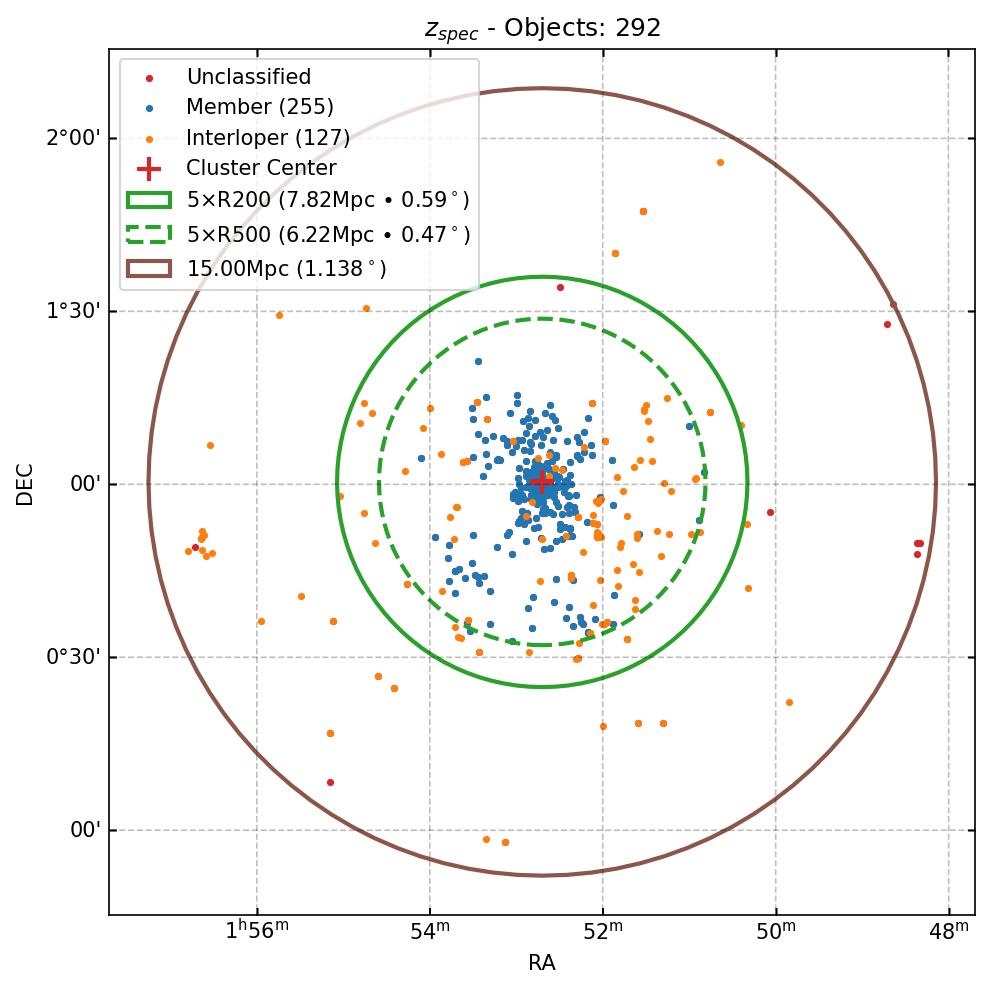 z_spec - Objects: 292
Unclassified
Member (255)
Interloper (127)
Cluster Center
5×R200 (7.82Mpc • 0.59°)
5×R500 (6.22Mpc • 0.47°)
15.00Mpc (1.138°)
2°00'
1°30'
00'
0°30'
00'
DEC
1ʰ56ᵐ 54ᵐ 52ᵐ 50ᵐ 48ᵐ
RA